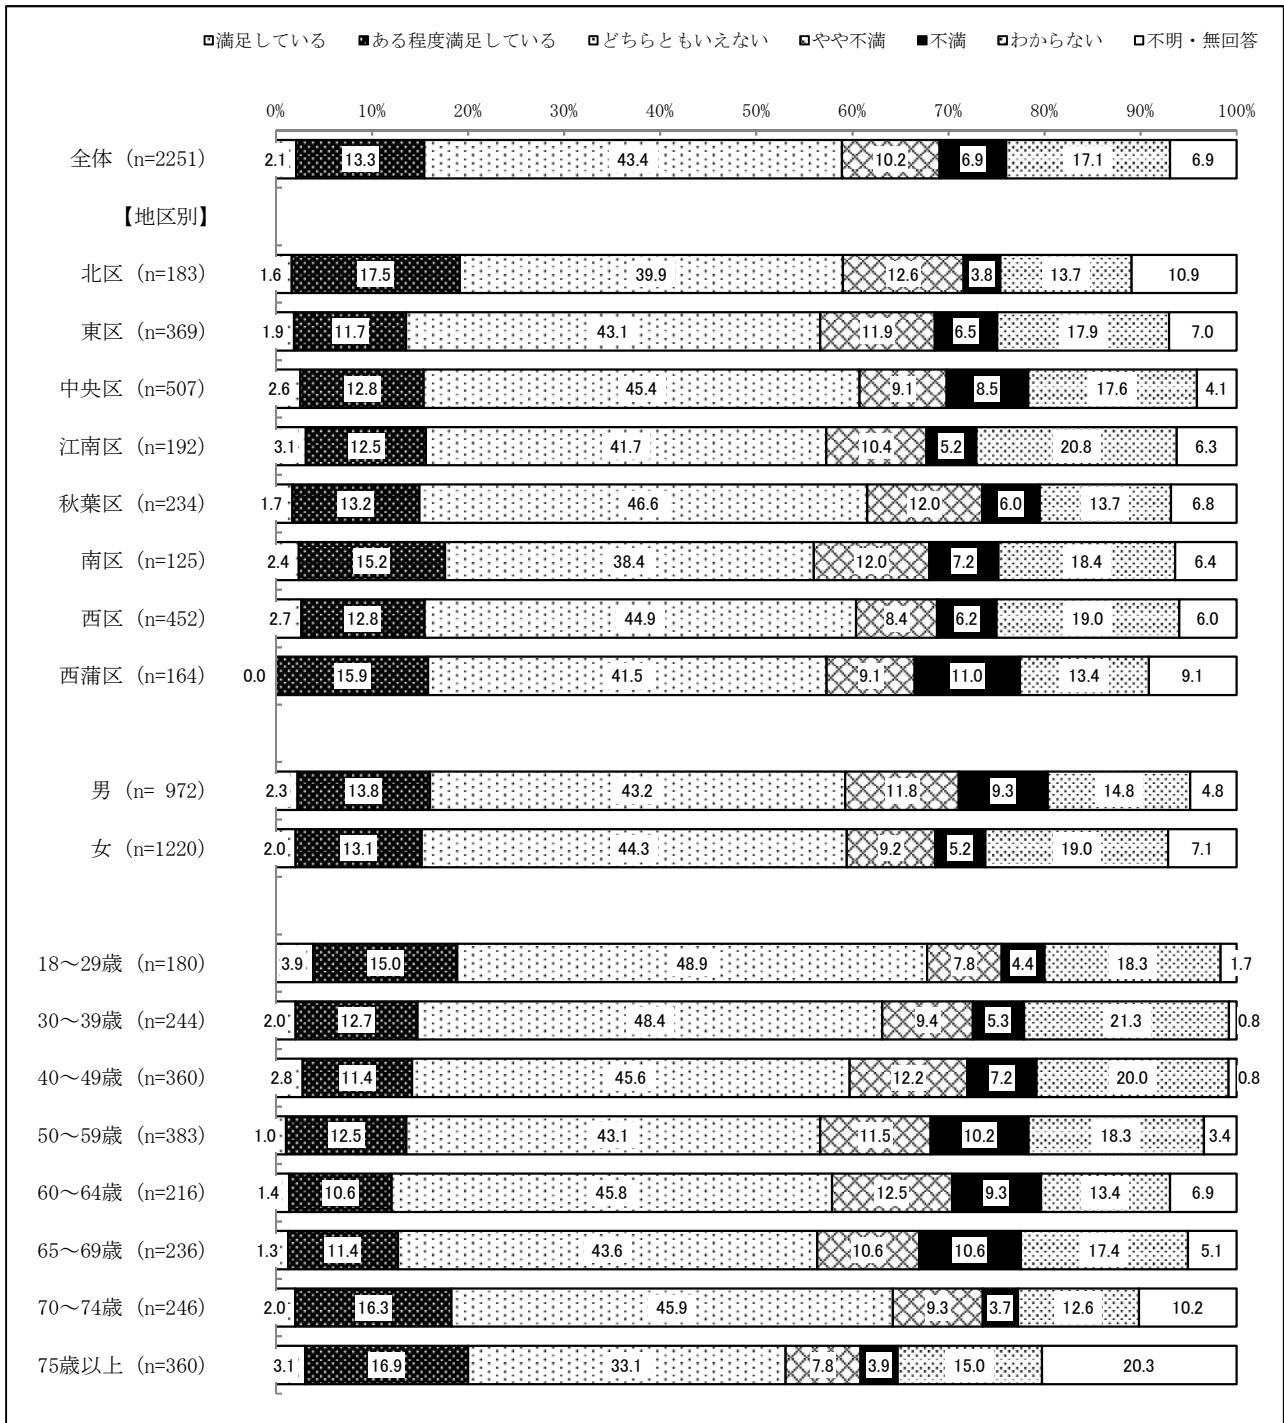 満足している ある程度満足している どちらともいえない やや不満 不満 わからない 不明・無回答
0% 10% 20% 30% 40% 50% 60% 70% 80% 90% 100%
全体 (n=2251) 2.1 13.3 43.4 10.2 6.9 17.1 6.9
【地区別】
北区 (n=183) 1.6 17.5 39.9 12.6 3.8 13.7 10.9
東区 (n=369) 1.9 11.7 43.1 11.9 6.5 17.9 7.0
中央区 (n=507) 2.6 12.8 45.4 9.1 8.5 17.6 4.1
江南区 (n=192) 3.1 12.5 41.7 10.4 5.2 20.8 6.3
秋葉区 (n=234) 1.7 13.2 46.6 12.0 6.0 13.7 6.8
南区 (n=125) 2.4 15.2 38.4 12.0 7.2 18.4 6.4
西区 (n=452) 2.7 12.8 44.9 8.4 6.2 19.0 6.0
西蒲区 (n=164) 0.0 15.9 41.5 9.1 11.0 13.4 9.1
男 (n= 972) 2.3 13.8 43.2 11.8 9.3 14.8 4.8
女 (n=1220) 2.0 13.1 44.3 9.2 5.2 19.0 7.1
18～29歳 (n=180) 3.9 15.0 48.9 7.8 4.4 18.3 1.7
30～39歳 (n=244) 2.0 12.7 48.4 9.4 5.3 21.3 0.8
40～49歳 (n=360) 2.8 11.4 45.6 12.2 7.2 20.0 0.8
50～59歳 (n=383) 1.0 12.5 43.1 11.5 10.2 18.3 3.4
60～64歳 (n=216) 1.4 10.6 45.8 12.5 9.3 13.4 6.9
65～69歳 (n=236) 1.3 11.4 43.6 10.6 10.6 17.4 5.1
70～74歳 (n=246) 2.0 16.3 45.9 9.3 3.7 12.6 10.2
75歳以上 (n=360) 3.1 16.9 33.1 7.8 3.9 15.0 20.3